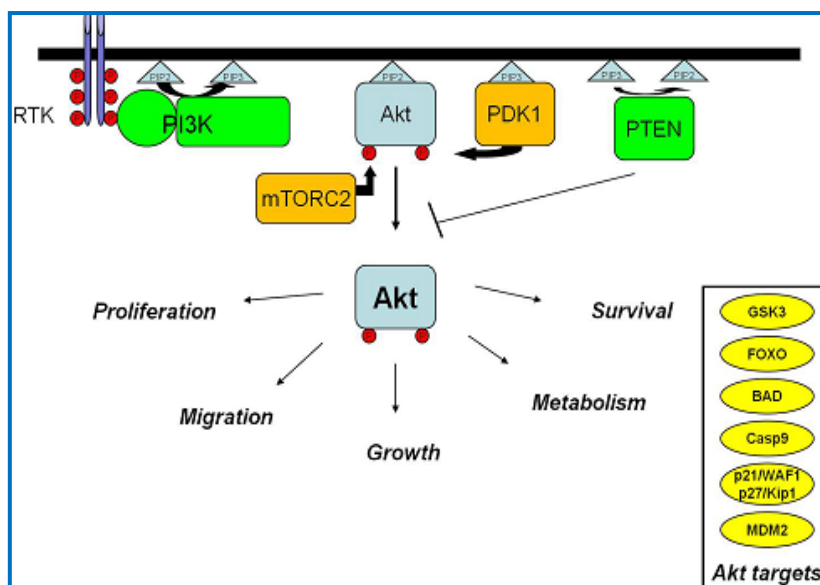 PIP2
PIP3
PIP2
PIP3
PIP3
PIP2
RTK
P
P
P
P
P
P
PI3K
Akt
PDK1
PTEN
P
P
mTORC2
Akt
P
P
Proliferation
Survival
Migration
Metabolism
Growth
GSK3
FOXO
BAD
Casp9
p21/WAF1
p27/Kip1
MDM2
Akt targets